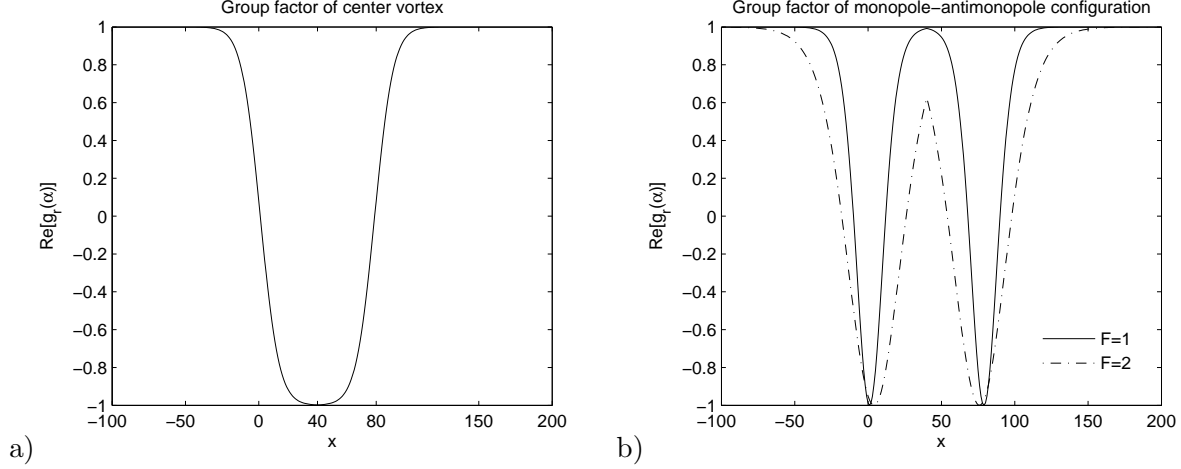 Group factor of center vortex
1
0.8
0.6
0.4
0.2
0
−0.2
−0.4
−0.6
−0.8
−1
Re[g_r(α)]
−100 −50 0 40 80 150 200
x
a)
Group factor of monopole−antimonopole configuration
1
0.8
0.6
0.4
0.2
0
−0.2
−0.4
−0.6
−0.8
−1
Re[g_r(α)]
F=1
F=2
−100 −50 0 50 100 150 200
x
b)